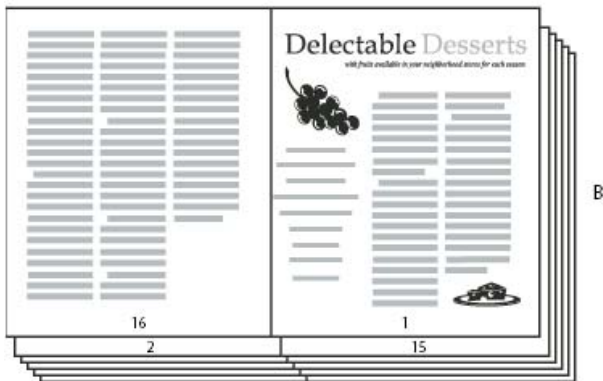 Delectable Desserts
with fruits available in your neighborhood stores for each season
B
16 1
2 15